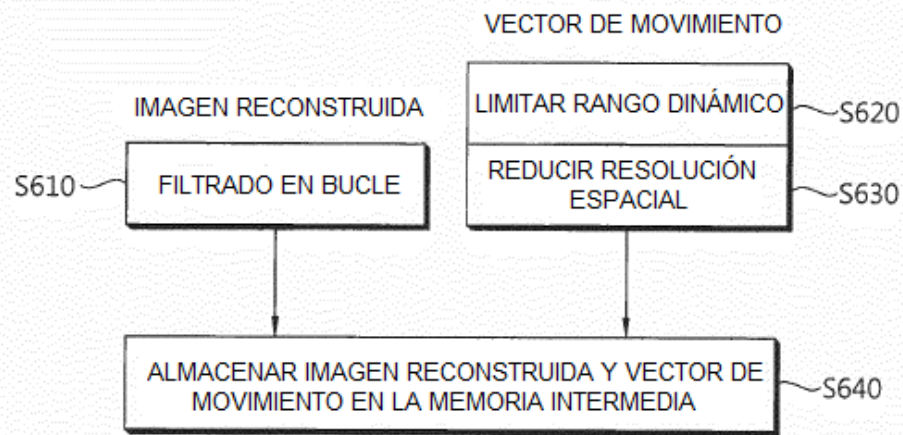 VECTOR DE MOVIMIENTO
IMAGEN RECONSTRUIDA
LIMITAR RANGO DINÁMICO
S620
S610
FILTRADO EN BUCLE
REDUCIR RESOLUCIÓN
ESPACIAL
S630
ALMACENAR IMAGEN RECONSTRUIDA Y VECTOR DE
MOVIMIENTO EN LA MEMORIA INTERMEDIA
S640